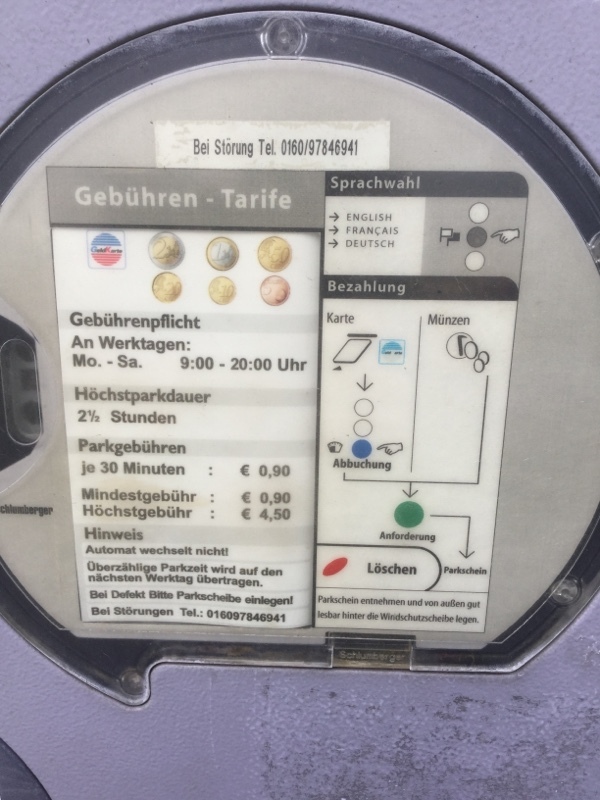 Bei Störung Tel. 0160/97846941
Gebühren - Tarife
GeldKarte
Gebührenpflicht
An Werktagen:
Mo. - Sa. 9:00 - 20:00 Uhr
Höchstparkdauer
2½ Stunden
Parkgebühren
je 30 Minuten : € 0,90
Mindestgebühr : € 0,90
Höchstgebühr : € 4,50
Hinweis
Automat wechselt nicht!
Überzählige Parkzeit wird auf den
nächsten Werktag übertragen.
Bei Defekt Bitte Parkscheibe einlegen!
Bei Störungen Tel.: 016097846941
Sprachwahl
→ ENGLISH
→ FRANÇAIS
→ DEUTSCH
Bezahlung
Karte
Münzen
Abbuchung
Anforderung
Löschen
Parkschein
Parkschein entnehmen und von außen gut
lesbar hinter die Windschutzscheibe legen.
chlumberger
Schlumberger